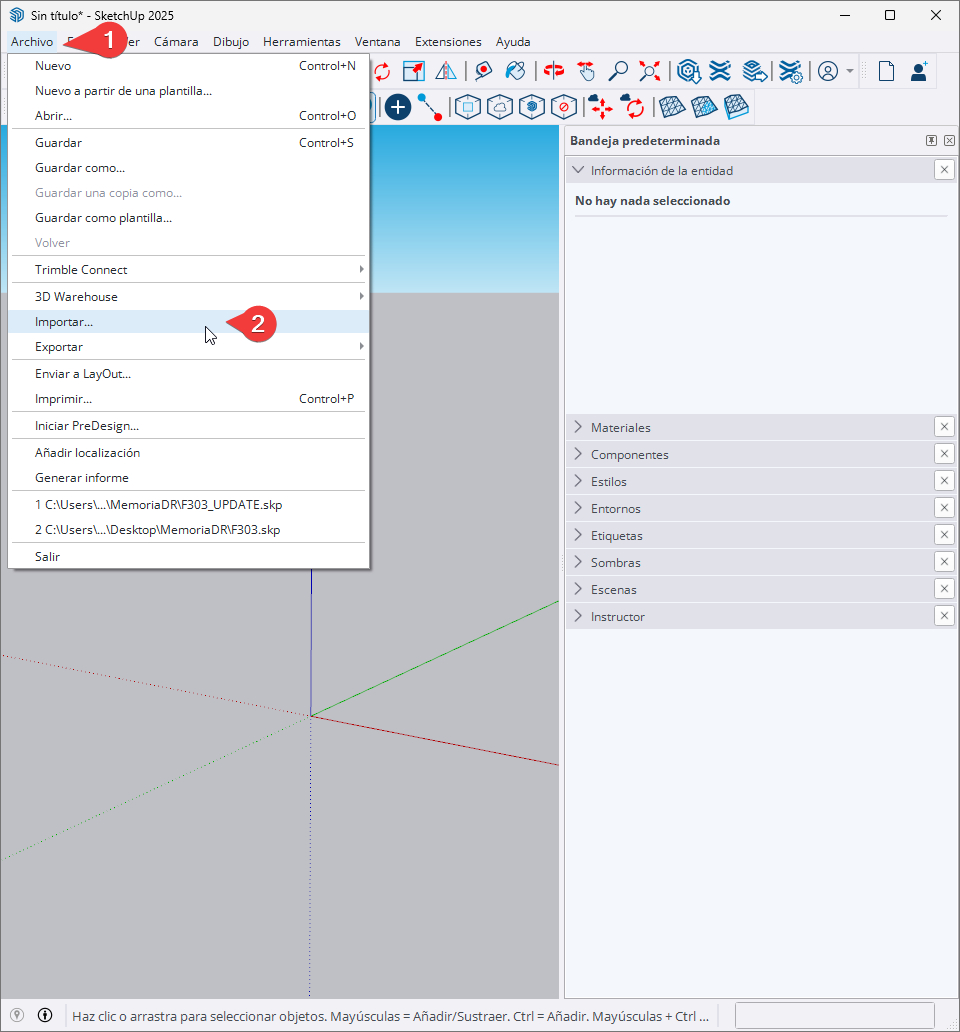 Sin título* - SketchUp 2025
Archivo
1
Cámara Dibujo Herramientas Ventana Extensiones Ayuda
Nuevo Control+N
Nuevo a partir de una plantilla...
Abrir... Control+O
Guardar Control+S
Guardar como...
Guardar una copia como...
Guardar como plantilla...
Volver
Trimble Connect
3D Warehouse
Importar...
2
Exportar
Enviar a LayOut...
Imprimir... Control+P
Iniciar PreDesign...
Añadir localización
Generar informe
1 C:\Users\...\MemoriaDR\F303_UPDATE.skp
2 C:\Users\...\Desktop\MemoriaDR\F303.skp
Salir
Bandeja predeterminada
Información de la entidad
No hay nada seleccionado
Materiales
Componentes
Estilos
Entornos
Etiquetas
Sombras
Escenas
Instructor
Haz clic o arrastra para seleccionar objetos. Mayúsculas = Añadir/Sustraer. Ctrl = Añadir. Mayúsculas + Ctrl ...